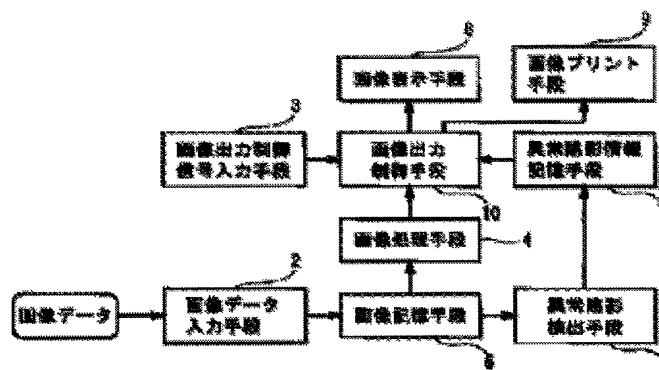 画像表示手段
画像プリント
手段
9
3
画像出力制御
信号入力手段
画像出力
制御手段
10
異常陰影情報
記憶手段
画像処理手段
4
2
画像データ
画像データ
入力手段
画像記憶手段
異常陰影
検出手段